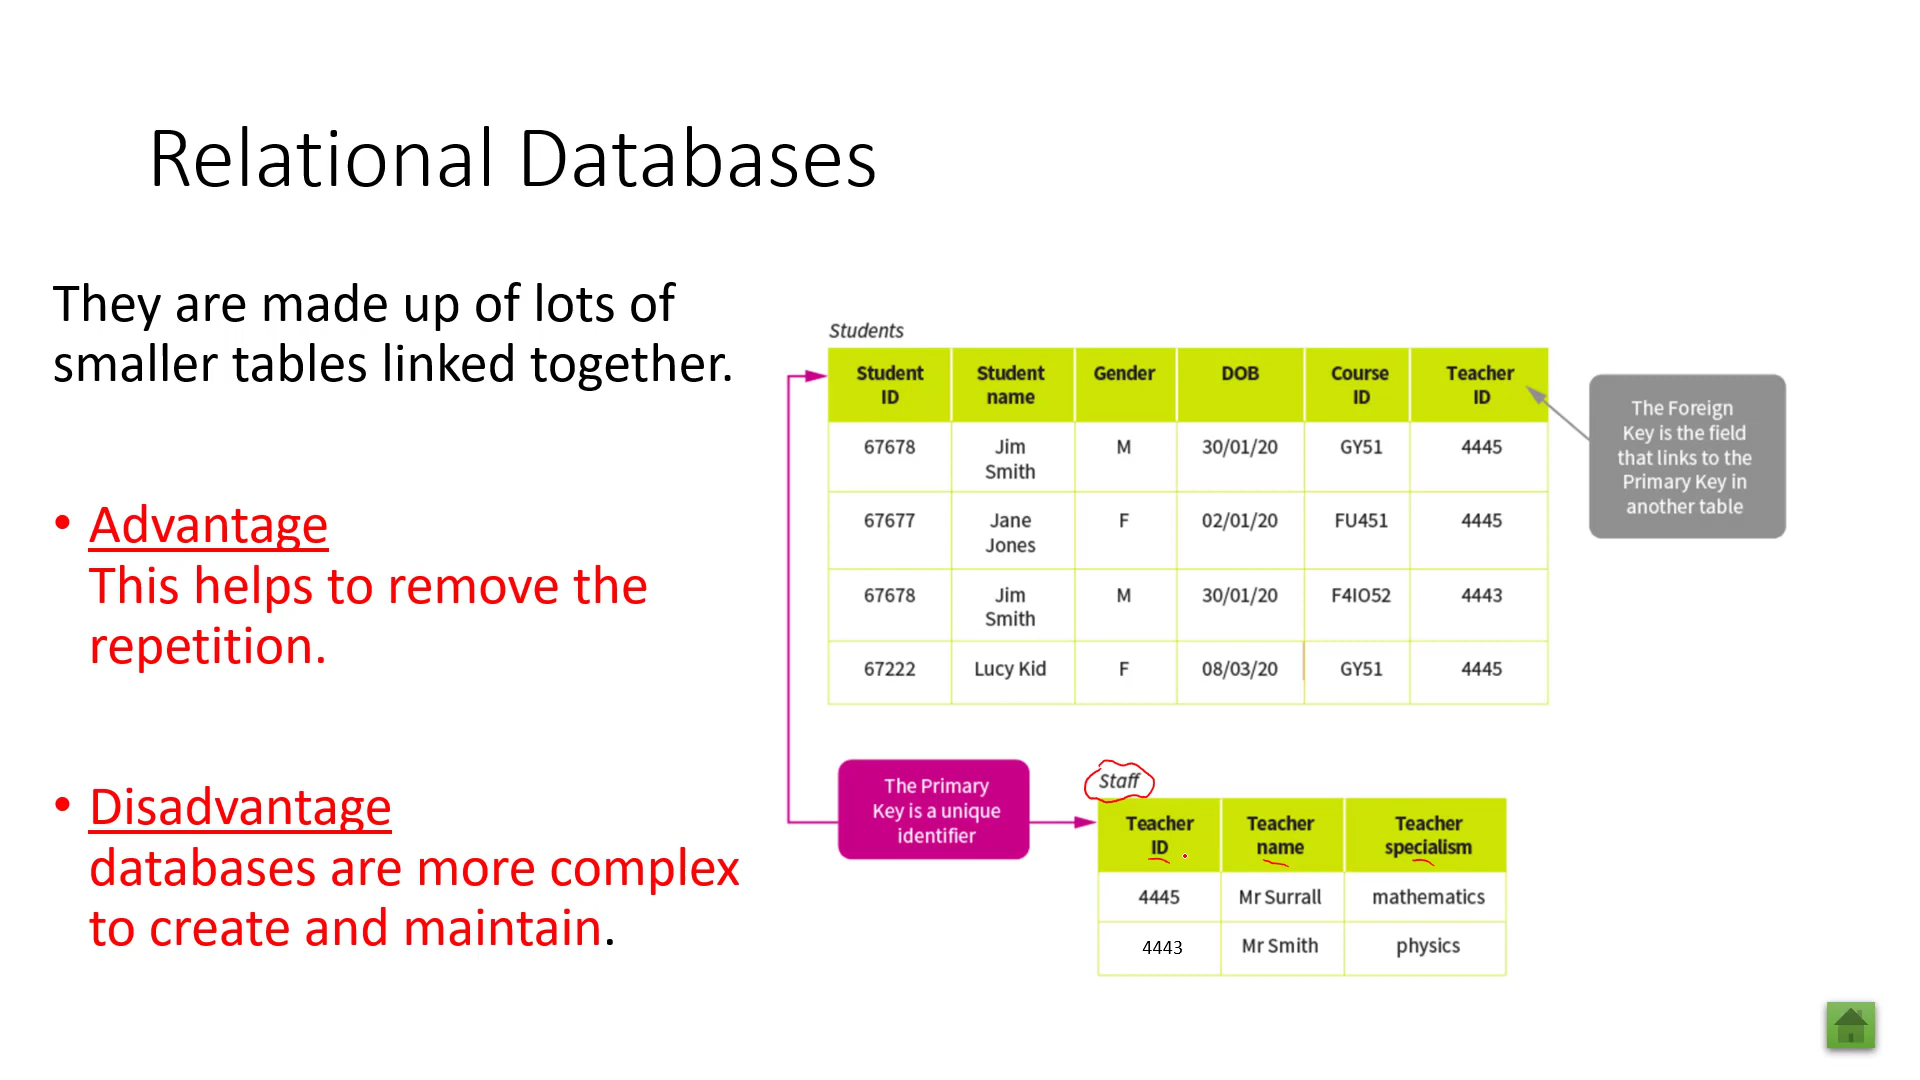 Relational Databases
They are made up of lots of
smaller tables linked together.
• Advantage
This helps to remove the
repetition.
• Disadvantage
databases are more complex
to create and maintain.
Students
Student ID Student name Gender DOB Course ID Teacher ID
67678 Jim Smith M 30/01/20 GY51 4445
67677 Jane Jones F 02/01/20 FU451 4445
67678 Jim Smith M 30/01/20 F4IO52 4443
67222 Lucy Kid F 08/03/20 GY51 4445
The Foreign
Key is the field
that links to the
Primary Key in
another table
The Primary
Key is a unique
identifier
Staff
Teacher ID Teacher name Teacher specialism
4445 Mr Surrall mathematics
4443 Mr Smith physics